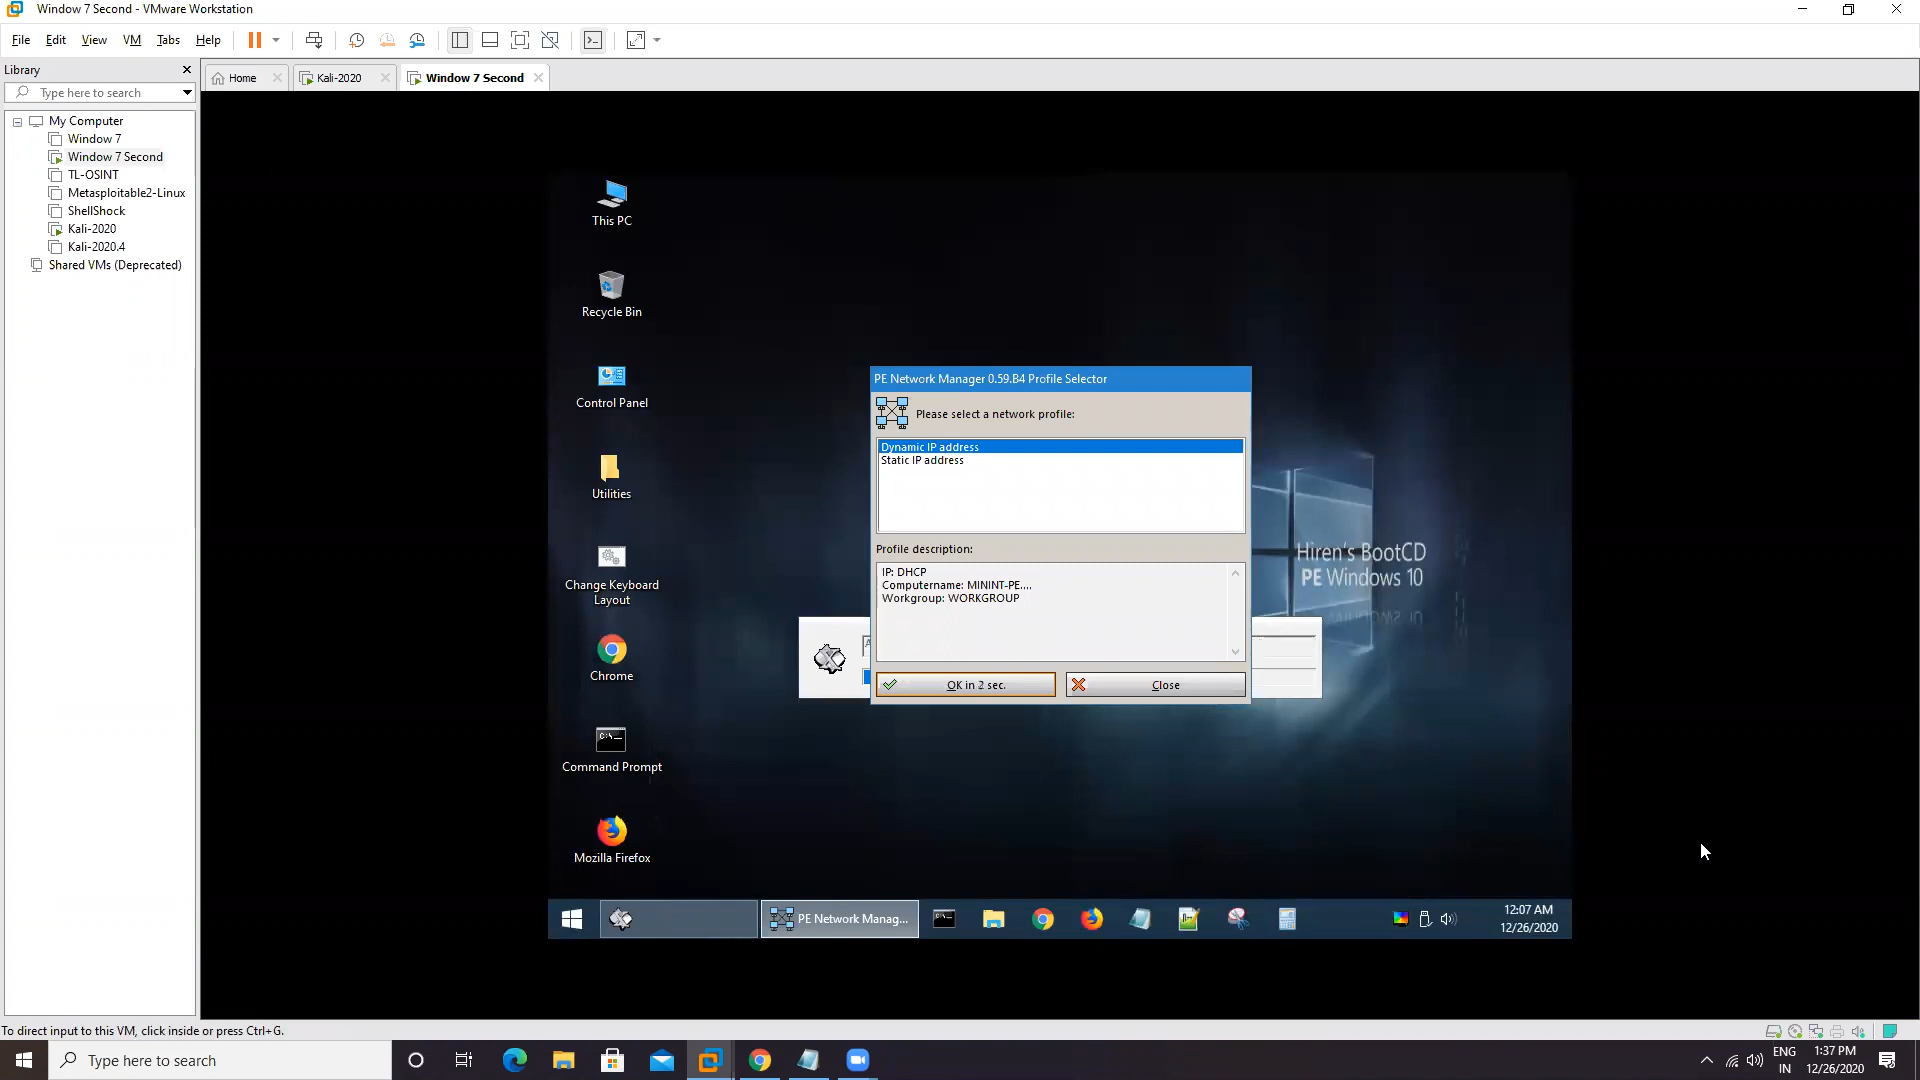 Window 7 Second - VMware Workstation
File Edit View VM Tabs Help
Library
Type here to search
My Computer
Window 7
Window 7 Second
TL-OSINT
Metasploitable2-Linux
ShellShock
Kali-2020
Kali-2020.4
Shared VMs (Deprecated)
Home
Kali-2020
Window 7 Second
This PC
Recycle Bin
Control Panel
Utilities
Change Keyboard
Layout
Chrome
Command Prompt
Mozilla Firefox
PE Network Manager 0.59.B4 Profile Selector
Please select a network profile:
Dynamic IP address
Static IP address
Profile description:
IP: DHCP
Computername: MININT-PE....
Workgroup: WORKGROUP
OK in 2 sec.
Close
Hiren's BootCD
PE Windows 10
PE Network Manag...
12:07 AM
12/26/2020
To direct input to this VM, click inside or press Ctrl+G.
Type here to search
ENG
IN
1:37 PM
12/26/2020